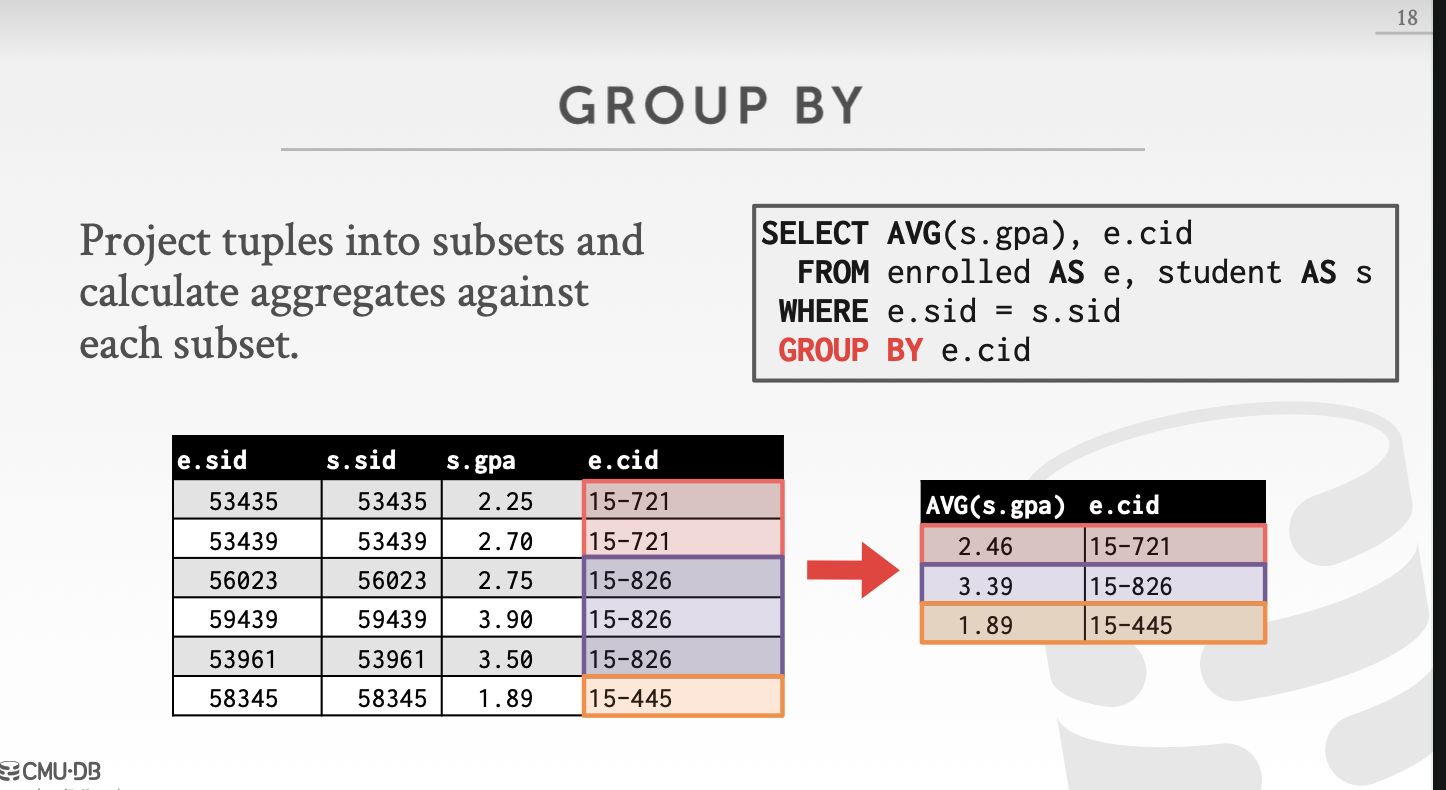 18
GROUP BY
Project tuples into subsets and
calculate aggregates against
each subset.
SELECT AVG(s.gpa), e.cid
FROM enrolled AS e, student AS s
WHERE e.sid = s.sid
GROUP BY e.cid
e.sid s.sid s.gpa e.cid
53435 53435 2.25 15-721
53439 53439 2.70 15-721
56023 56023 2.75 15-826
59439 59439 3.90 15-826
53961 53961 3.50 15-826
58345 58345 1.89 15-445
AVG(s.gpa) e.cid
2.46 15-721
3.39 15-826
1.89 15-445
CMU·DB